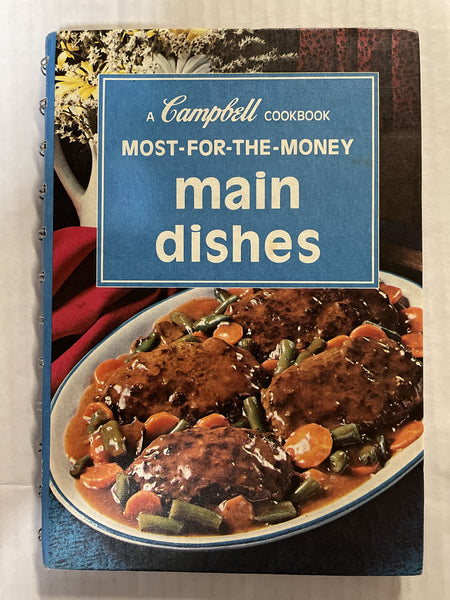 A Campbell COOKBOOK
MOST-FOR-THE-MONEY
main
dishes